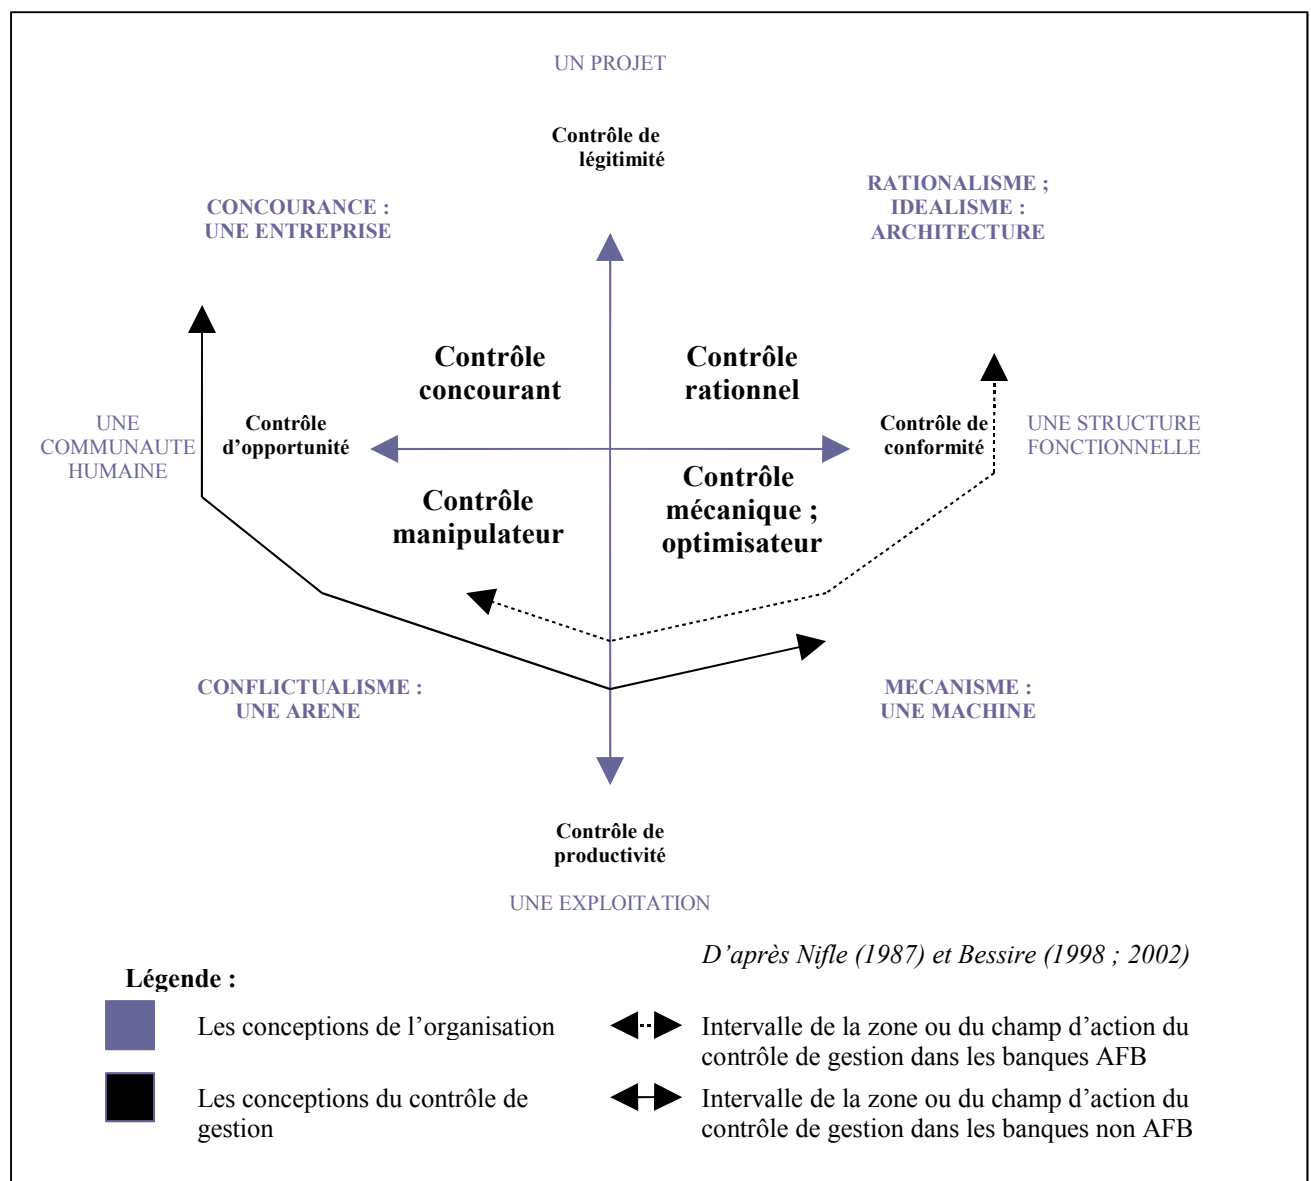 UN PROJET
Contrôle de
légitimité
CONCOURANCE :
UNE ENTREPRISE
RATIONALISME ;
IDEALISME :
ARCHITECTURE
Contrôle
concourant
Contrôle
rationnel
UNE
COMMUNAUTE
HUMAINE
Contrôle
d’opportunité
Contrôle de
conformité
UNE STRUCTURE
FONCTIONNELLE
Contrôle
manipulateur
Contrôle
mécanique ;
optimisateur
CONFLICTUALISME :
UNE ARENE
MECANISME :
UNE MACHINE
Contrôle de
productivité
UNE EXPLOITATION
D’après Nifle (1987) et Bessire (1998 ; 2002)
Légende :
Les conceptions de l’organisation
Intervalle de la zone ou du champ d’action du
contrôle de gestion dans les banques AFB
Les conceptions du contrôle de
gestion
Intervalle de la zone ou du champ d’action du
contrôle de gestion dans les banques non AFB